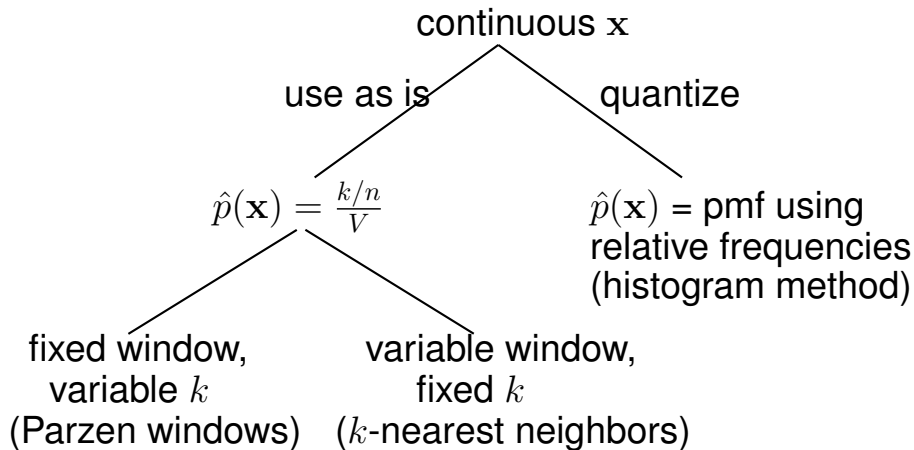 continuous x
use as is
quantize
p̂(x) = (k/n)/V
p̂(x) = pmf using
relative frequencies
(histogram method)
fixed window,
variable k
(Parzen windows)
variable window,
fixed k
(k-nearest neighbors)